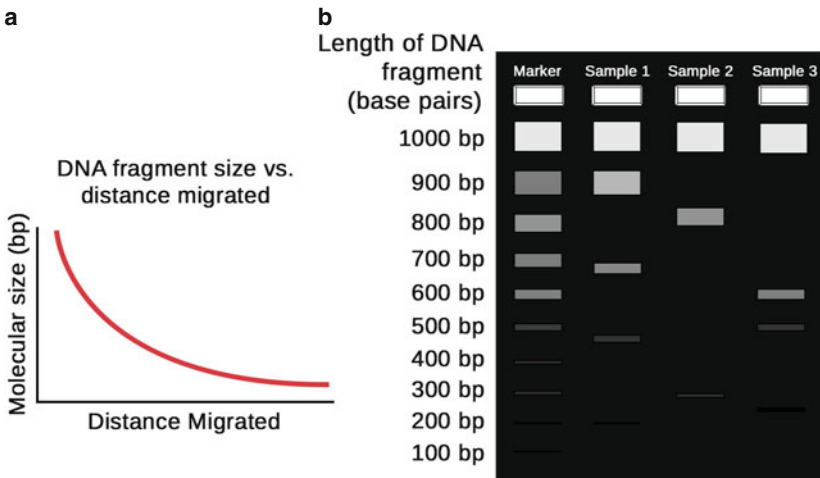 a
DNA fragment size vs.
distance migrated
Molecular size (bp)
Distance Migrated
b
Length of DNA
fragment
(base pairs)
Marker Sample 1 Sample 2 Sample 3
1000 bp
900 bp
800 bp
700 bp
600 bp
500 bp
400 bp
300 bp
200 bp
100 bp